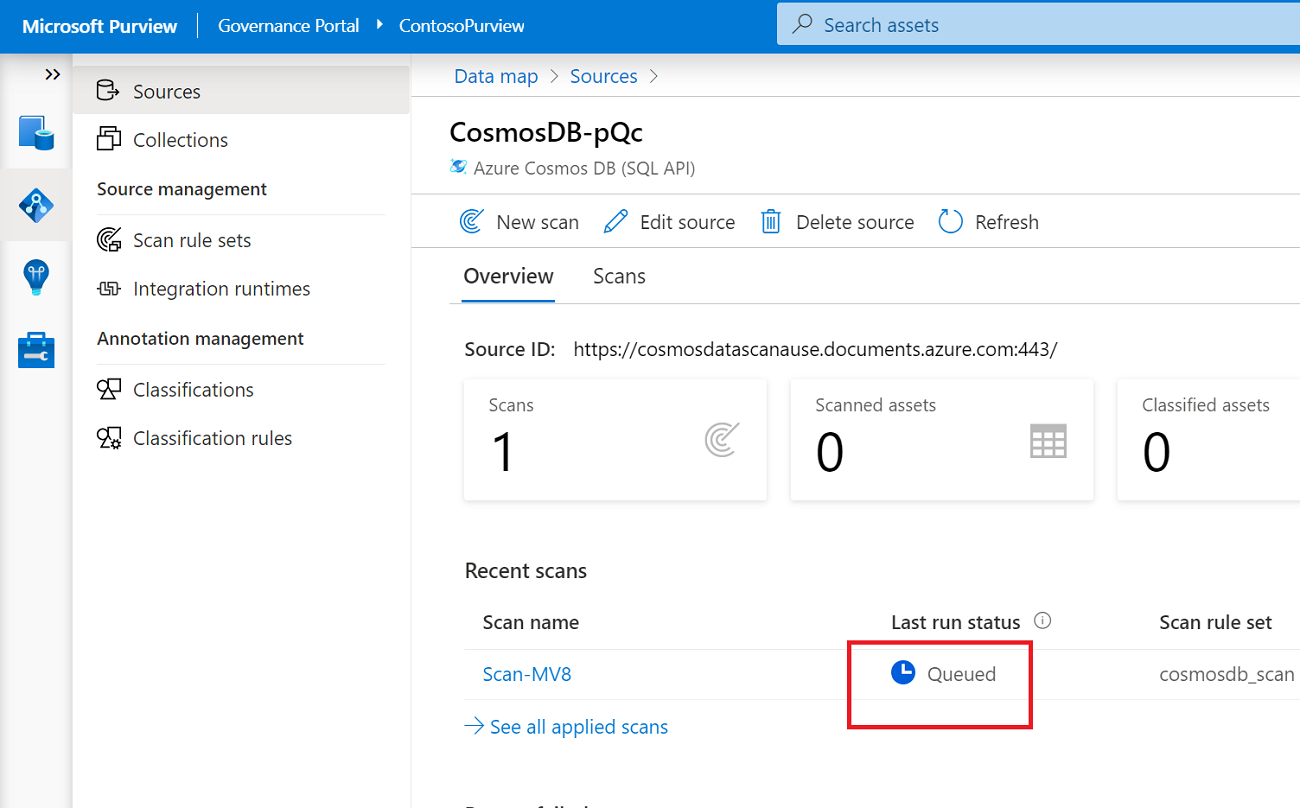 Microsoft Purview Governance Portal ContosoPurview Search assets
Sources
Collections
Source management
Scan rule sets
Integration runtimes
Annotation management
Classifications
Classification rules
Data map Sources
CosmosDB-pQc
Azure Cosmos DB (SQL API)
New scan Edit source Delete source Refresh
Overview Scans
Source ID: https://cosmosdatascanause.documents.azure.com:443/
Scans Scanned assets Classified assets
1 0 0
Recent scans
Scan name Last run status Scan rule set
Scan-MV8 Queued cosmosdb_scan
See all applied scans